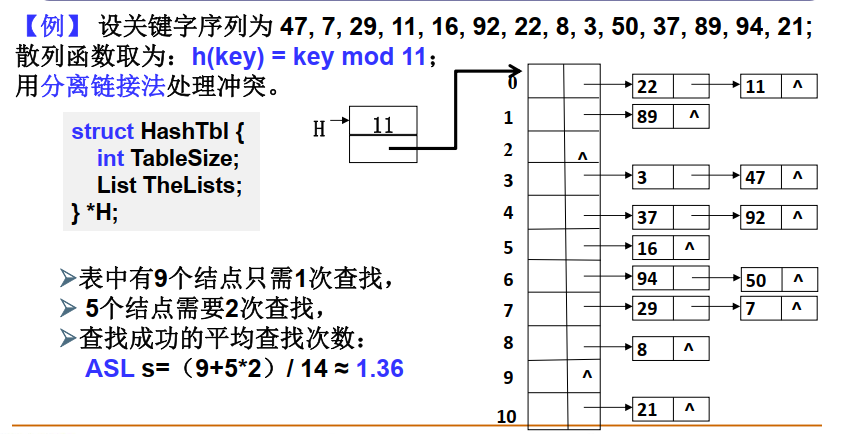 【例】 设关键字序列为 47, 7, 29, 11, 16, 92, 22, 8, 3, 50, 37, 89, 94, 21;
散列函数取为：h(key) = key mod 11；
用分离链接法处理冲突。
struct HashTbl {
int TableSize;
List TheLists;
} *H;
H 11
0 22 11 ^
1 89 ^
2 ^
3 3 47 ^
4 37 92 ^
5 16 ^
6 94 50 ^
7 29 7 ^
8 8 ^
9 ^
10 21 ^
➢表中有9个结点只需1次查找，
➢ 5个结点需要2次查找，
➢查找成功的平均查找次数：
ASL s=（9+5*2）/ 14 ≈ 1.36